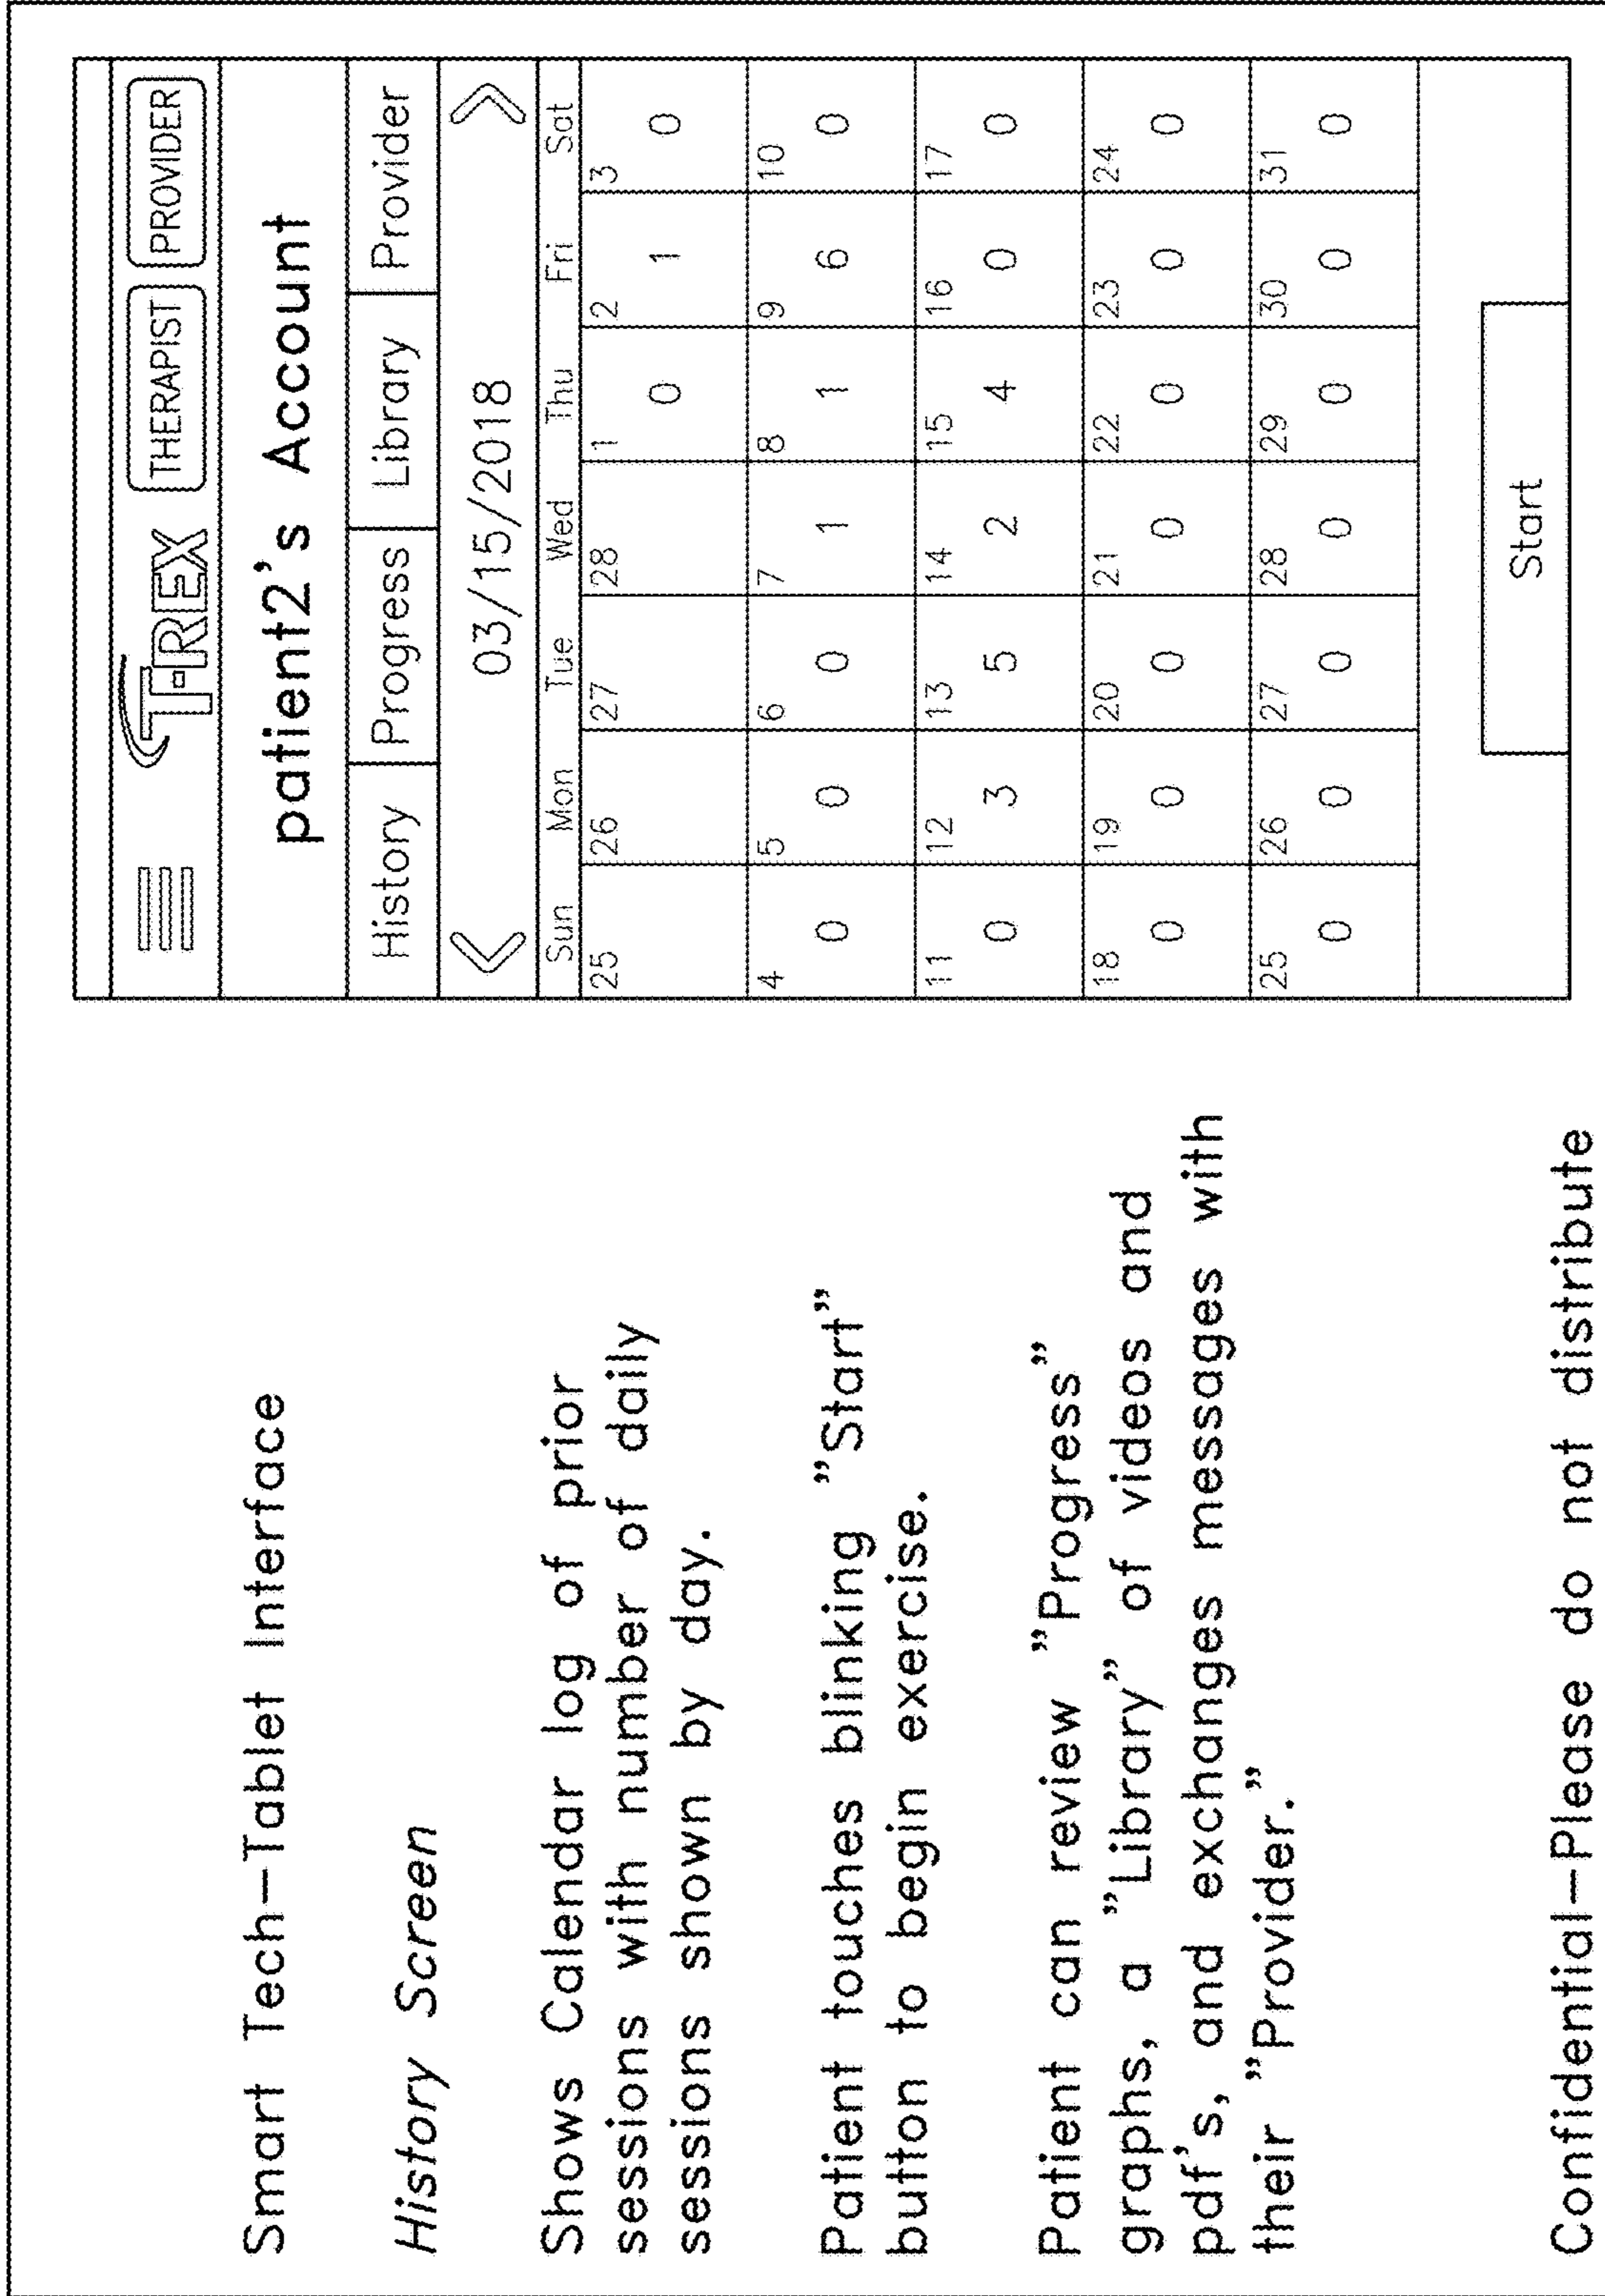 Smart Tech-Tablet Interface
History Screen
Shows Calendar log of prior
sessions with number of daily
sessions shown by day.
Patient touches blinking "Start"
button to begin exercise.
Patient can review "Progress"
graphs, a "Library" of videos and
pdf's, and exchanges messages with
their "Provider."
Confidential-Please do not distribute
T-REX THERAPIST PROVIDER
patient2's Account
History Progress Library Provider
03/15/2018
Sun Mon Tue Wed Thu Fri Sat
25 26 27 28 1 2 3
0 1 0
4 5 6 7 8 9 10
0 0 0 1 1 6 0
11 12 13 14 15 16 17
0 3 5 2 4 0 0
18 19 20 21 22 23 24
0 0 0 0 0 0 0
25 26 27 28 29 30 31
0 0 0 0 0 0 0
Start